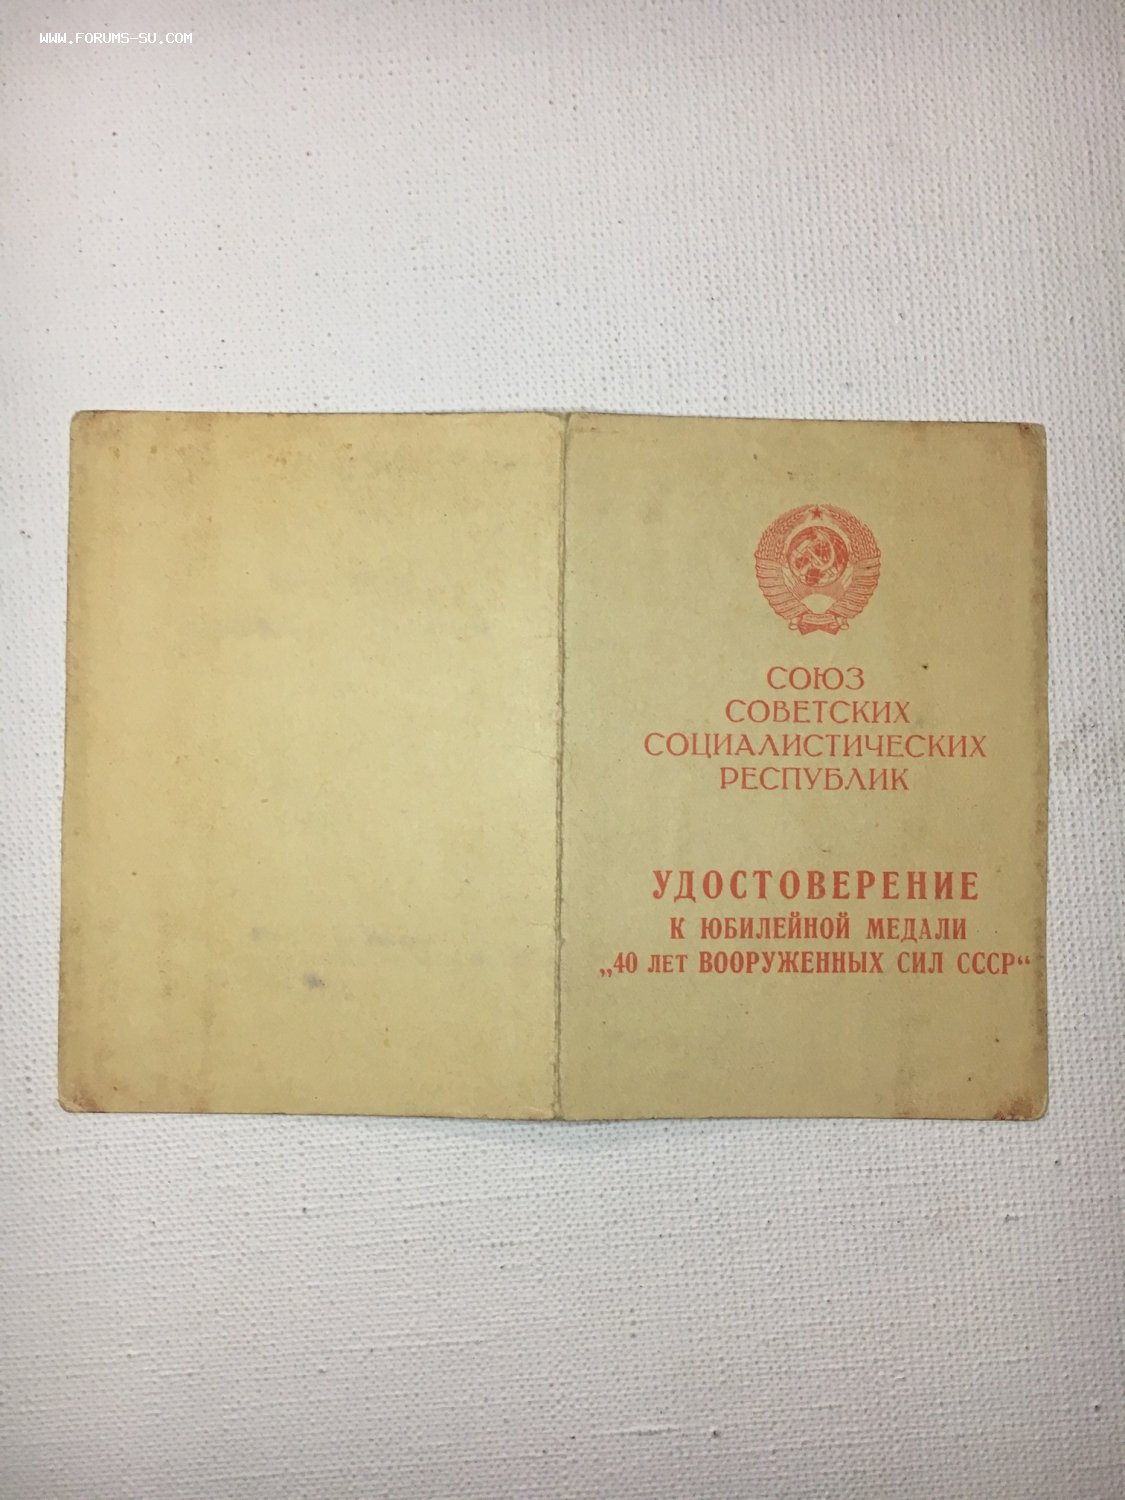 WWW.FORUMS-SU.COM
СОЮЗ
СОВЕТСКИХ
СОЦИАЛИСТИЧЕСКИХ
РЕСПУБЛИК
УДОСТОВЕРЕНИЕ
К ЮБИЛЕЙНОЙ МЕДАЛИ
„40 ЛЕТ ВООРУЖЕННЫХ СИЛ СССР“